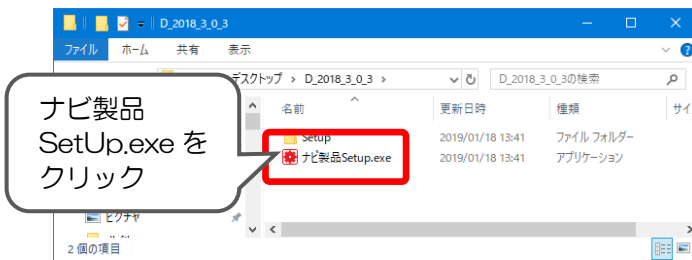 D_2018_3_0_3
ファイル ホーム 共有 表示
デスクトップ › D_2018_3_0_3 ›
D_2018_3_0_3の検索
名前 更新日時 種類 サイ
Setup 2019/01/18 13:41 ファイル フォルダー
ナビ製品Setup.exe 2019/01/18 13:41 アプリケーション
ナビ製品
SetUp.exe を
クリック
ピクチャ
2 個の項目